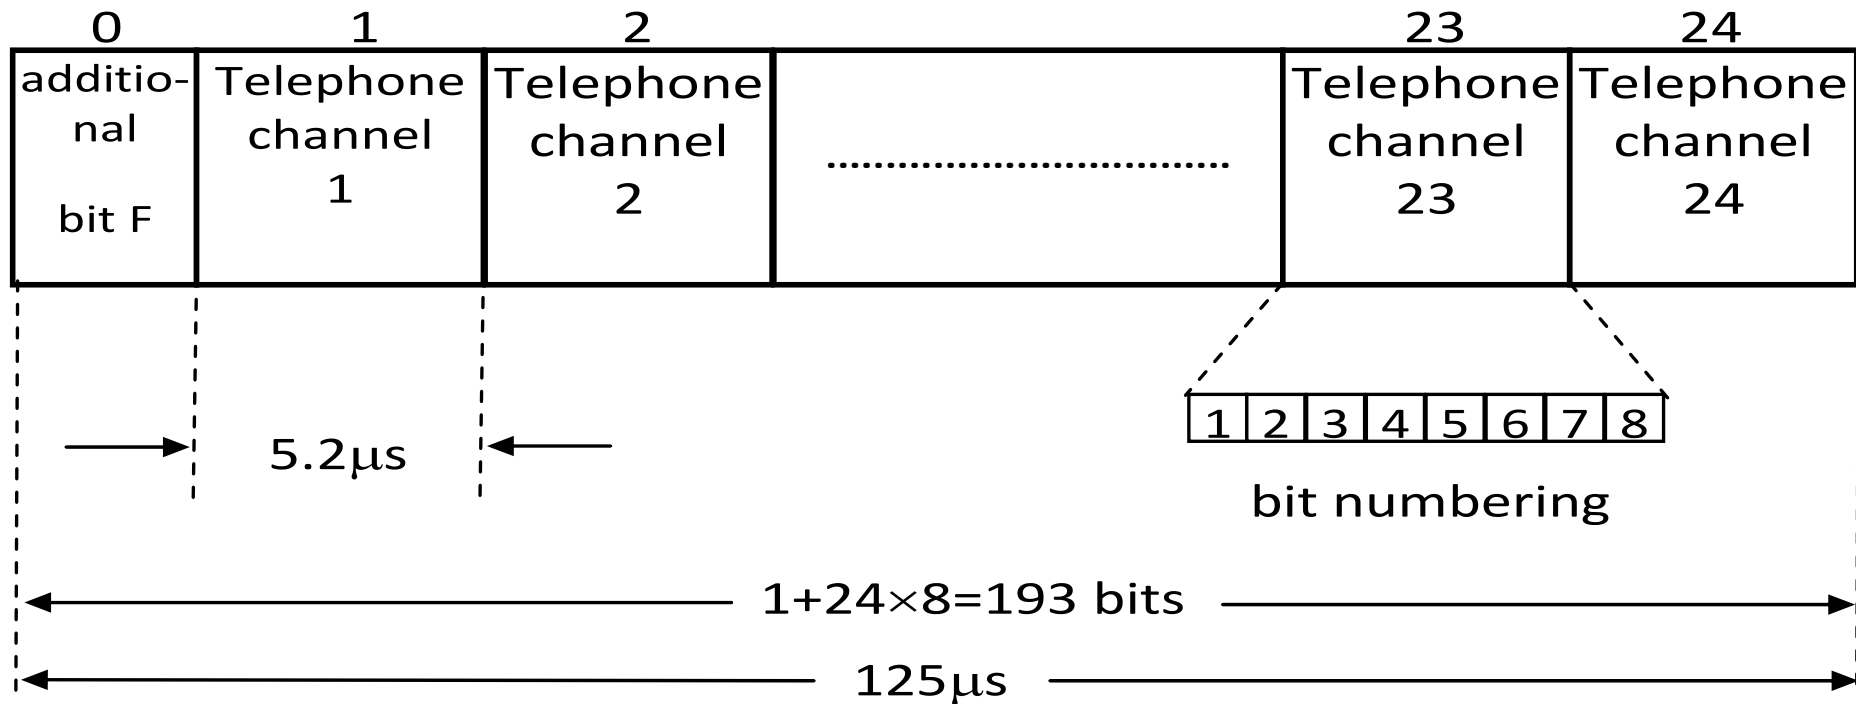 0 1 2 23 24
additio-
nal
bit F
Telephone
channel
1
Telephone
channel
2
Telephone
channel
23
Telephone
channel
24
5.2µs
1 2 3 4 5 6 7 8
bit numbering
1+24×8=193 bits
125µs